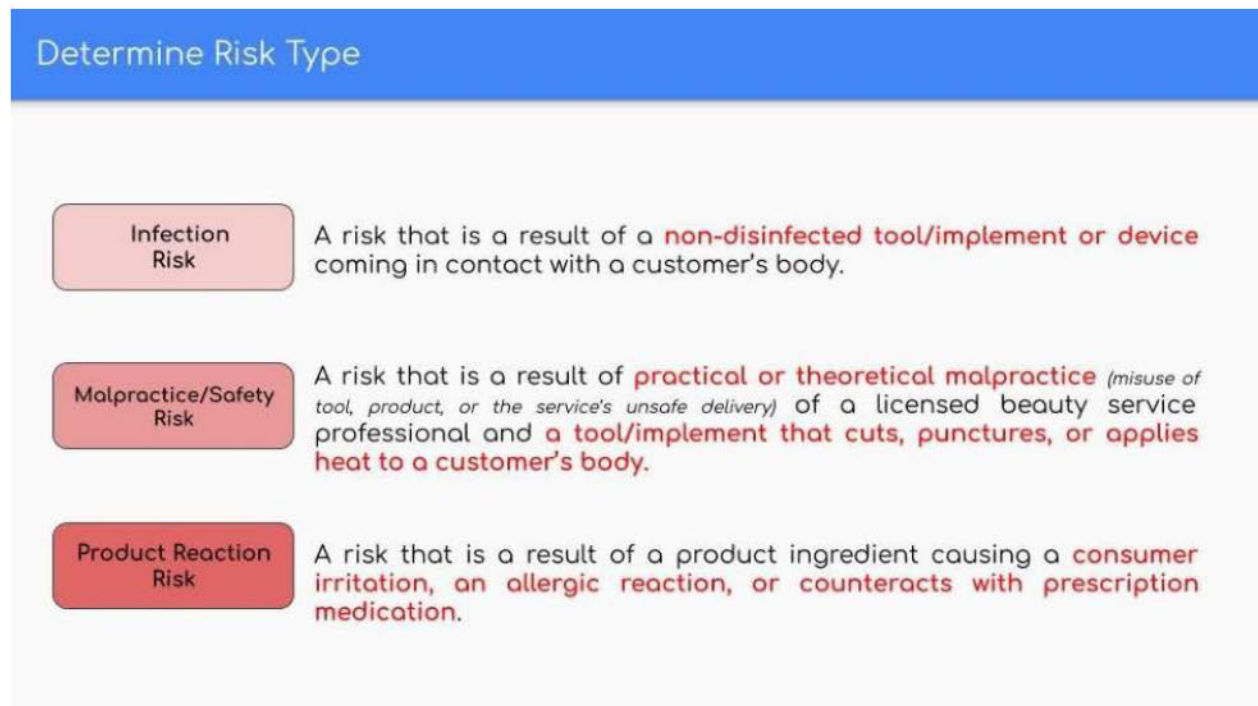 Determine Risk Type
Infection
Risk
A risk that is a result of a non-disinfected tool/implement or device
coming in contact with a customer's body.
Malpractice/Safety
Risk
A risk that is a result of practical or theoretical malpractice (misuse of
tool, product, or the service's unsafe delivery) of a licensed beauty service
professional and a tool/implement that cuts, punctures, or applies
heat to a customer's body.
Product Reaction
Risk
A risk that is a result of a product ingredient causing a consumer
irritation, an allergic reaction, or counteracts with prescription
medication.